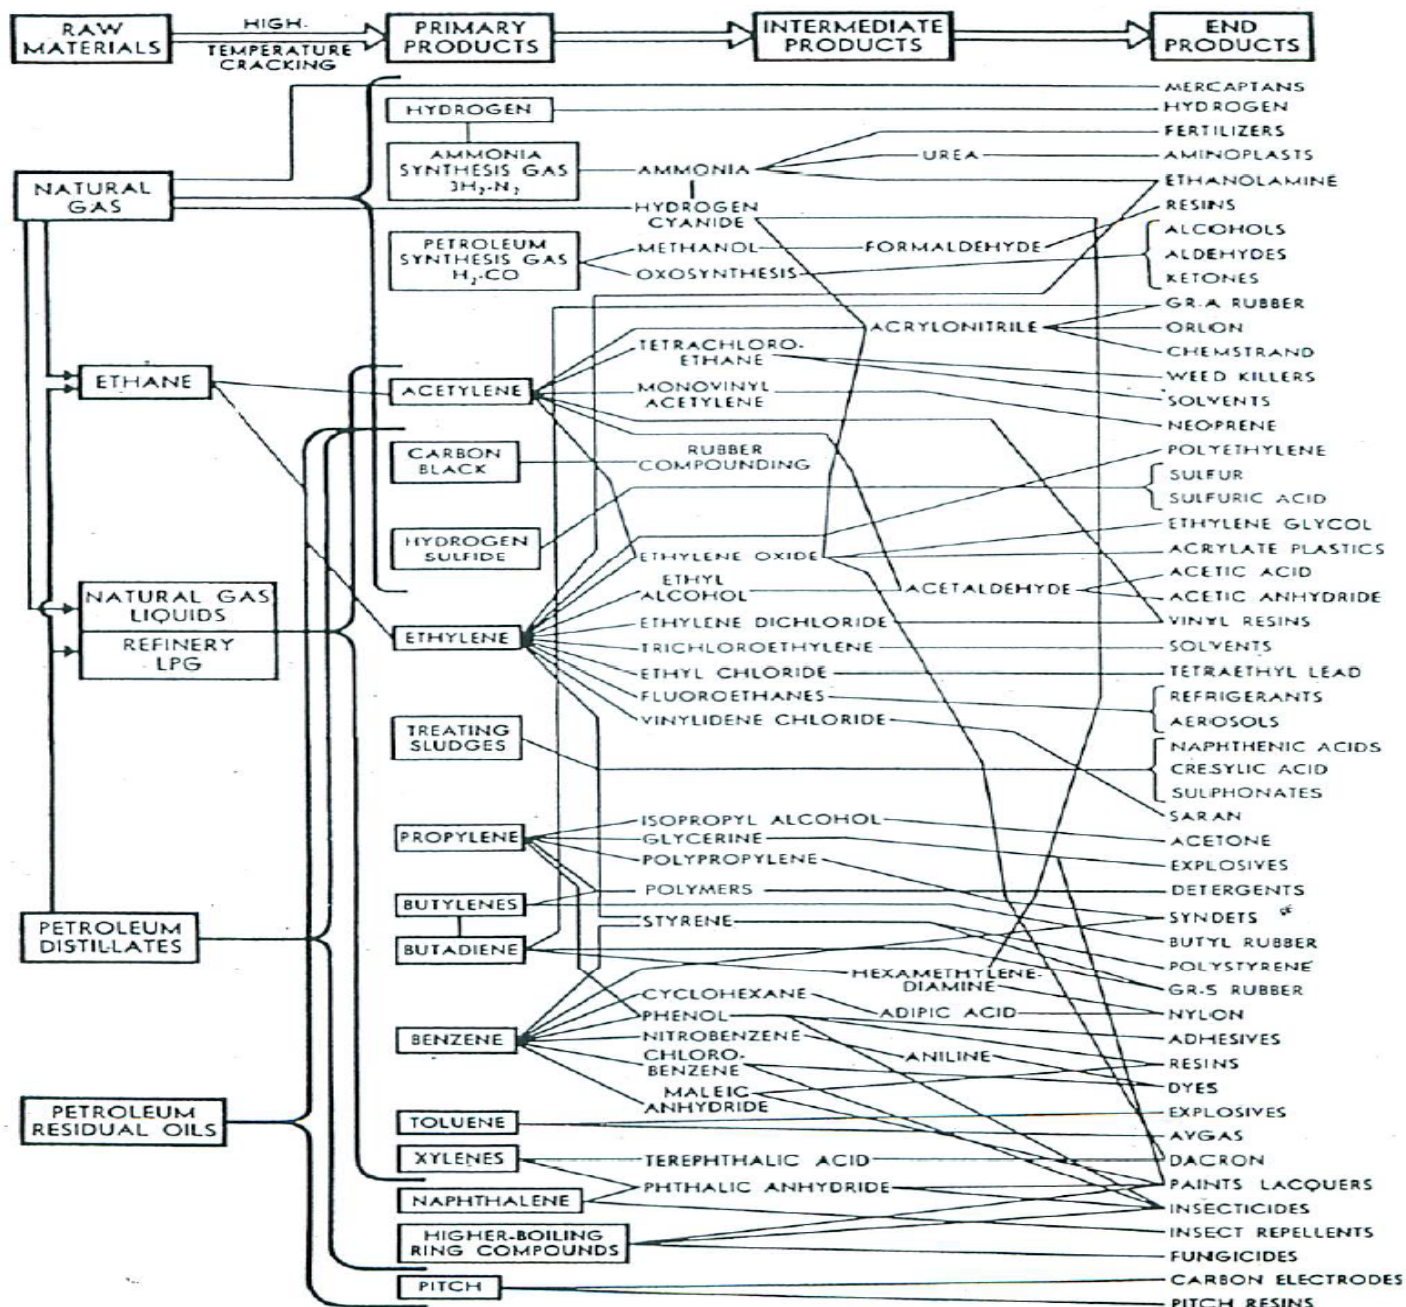 RAW
MATERIALS
HIGH-
TEMPERATURE
CRACKING
PRIMARY
PRODUCTS
INTERMEDIATE
PRODUCTS
END
PRODUCTS
NATURAL
GAS
ETHANE
NATURAL GAS
LIQUIDS
REFINERY
LPG
PETROLEUM
DISTILLATES
PETROLEUM
RESIDUAL OILS
HYDROGEN
AMMONIA
SYNTHESIS GAS
3H₂-N₂
PETROLEUM
SYNTHESIS GAS
H₂-CO
ACETYLENE
CARBON
BLACK
HYDROGEN
SULFIDE
ETHYLENE
TREATING
SLUDGES
PROPYLENE
BUTYLENES
BUTADIENE
BENZENE
TOLUENE
XYLENES
NAPHTHALENE
HIGHER-BOILING
RING COMPOUNDS
PITCH
AMMONIA
HYDROGEN
CYANIDE
METHANOL
OXOSYNTHESIS
TETRACHLORO-
ETHANE
MONOVINYL
ACETYLENE
RUBBER
COMPOUNDING
ETHYLENE OXIDE
ETHYL
ALCOHOL
ETHYLENE DICHLORIDE
TRICHLOROETHYLENE
ETHYL CHLORIDE
FLUOROETHANES
VINYLIDENE CHLORIDE
ISOPROPYL ALCOHOL
GLYCERINE
POLYPROPYLENE
POLYMERS
STYRENE
CYCLOHEXANE
PHENOL
NITROBENZENE
CHLORO-
BENZENE
MALEIC
ANHYDRIDE
TEREPHTHALIC ACID
PHTHALIC ANHYDRIDE
UREA
FORMALDEHYDE
ACRYLONITRILE
ACETALDEHYDE
HEXAMETHYLENE-
DIAMINE
ADIPIC ACID
ANILINE
MERCAPTANS
HYDROGEN
FERTILIZERS
AMINOPLASTS
ETHANOLAMINE
RESINS
ALCOHOLS
ALDEHYDES
KETONES
GR-A RUBBER
ORLON
CHEMSTRAND
WEED KILLERS
SOLVENTS
NEOPRENE
POLYETHYLENE
SULFUR
SULFURIC ACID
ETHYLENE GLYCOL
ACRYLATE PLASTICS
ACETIC ACID
ACETIC ANHYDRIDE
VINYL RESINS
SOLVENTS
TETRAETHYL LEAD
REFRIGERANTS
AEROSOLS
NAPHTHENIC ACIDS
CRESYLIC ACID
SULPHONATES
SARAN
ACETONE
EXPLOSIVES
DETERGENTS
SYNDETS
BUTYL RUBBER
POLYSTYRENE
GR-S RUBBER
NYLON
ADHESIVES
RESINS
DYES
EXPLOSIVES
AVGAS
DACRON
PAINTS LACQUERS
INSECTICIDES
INSECT REPELLENTS
FUNGICIDES
CARBON ELECTRODES
PITCH RESINS